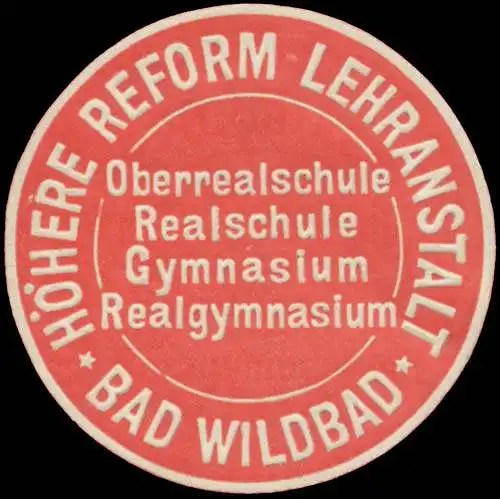 HÖHERE REFORM LEHRANSTALT
Oberrealschule
Realschule
Gymnasium
Realgymnasium
* BAD WILDBAD *